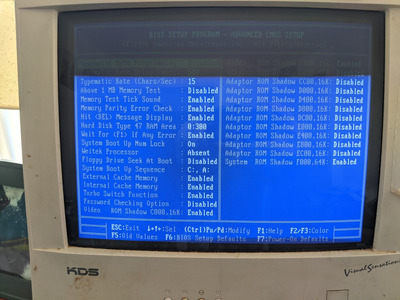 BIOS SETUP PROGRAM - ADVANCED CMOS SETUP
Typematic Rate (Chars/Sec) : 15
Above 1 MB Memory Test : Disabled
Memory Test Tick Sound : Enabled
Memory Parity Error Check : Enabled
Hit <DEL> Message Display : Enabled
Hard Disk Type 47 RAM Area : 0:300
Wait For <F1> If Any Error : Enabled
System Boot Up Num Lock : On
Weitek Processor : Absent
Floppy Drive Seek At Boot : Disabled
System Boot Up Sequence : C:, A:
External Cache Memory : Enabled
Internal Cache Memory : Enabled
Turbo Switch Function : Enabled
Password Checking Option : Disabled
Video ROM Shadow C000,16K: Enabled
Adaptor ROM Shadow CC00,16K: Disabled
Adaptor ROM Shadow D000,16K: Disabled
Adaptor ROM Shadow D400,16K: Disabled
Adaptor ROM Shadow D800,16K: Disabled
Adaptor ROM Shadow DC00,16K: Disabled
Adaptor ROM Shadow E000,16K: Disabled
Adaptor ROM Shadow E400,16K: Disabled
Adaptor ROM Shadow E800,16K: Disabled
Adaptor ROM Shadow EC00,16K: Disabled
System ROM Shadow F000,64K: Enabled
ESC:Exit ↓→↑←:Sel (Ctrl)Pu/Pd:Modify F1:Help F2/F3:Color
F5:Old Values F6:BIOS Setup Defaults F7:Power-On Defaults
KDS
Visual Sensations